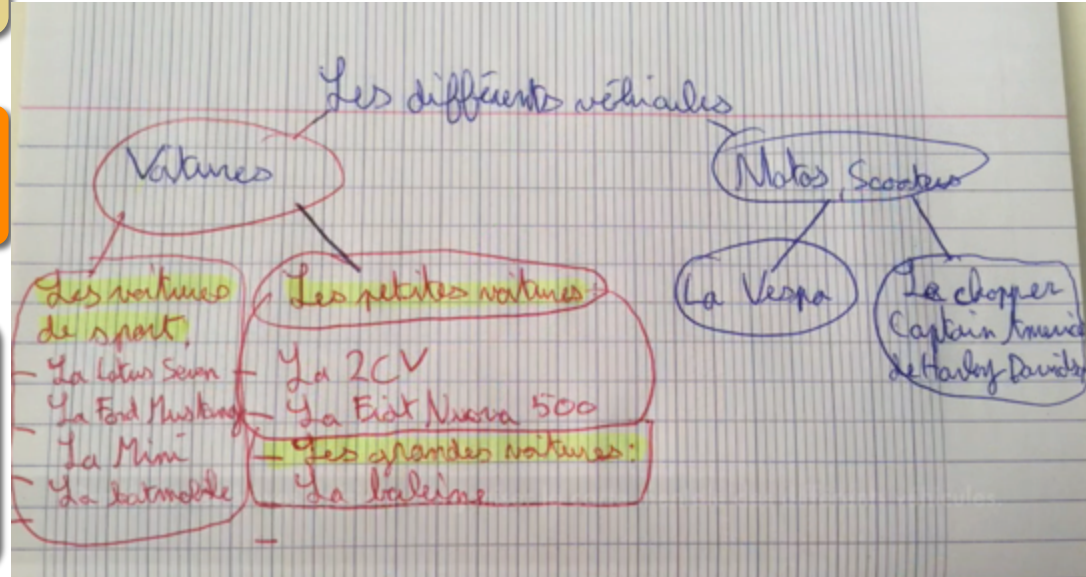 Les différents véhicules
Voitures
Motos, Scooters
Les voitures
de sport.
- La Lotus Seven
- La Ford Mustang
- La Mini
- La batmobile
-
Les petites voitures
- La 2CV
- La Fiat Nuova 500
- Les grandes voitures :
La baleine
-
La Vespa
Le chopper
Captain Americ
de Harley Davids